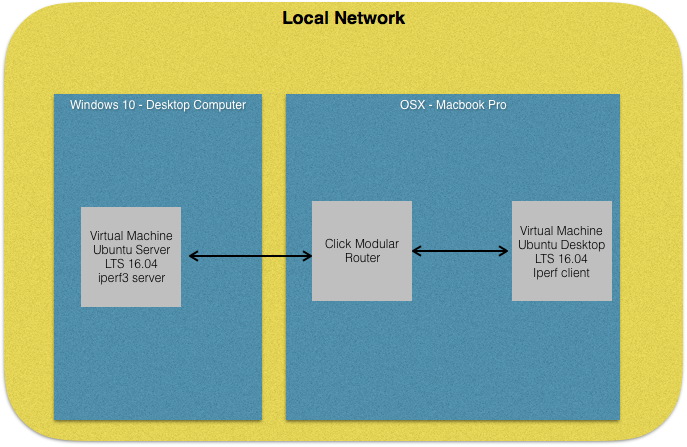 Local Network
Windows 10 - Desktop Computer
OSX - Macbook Pro
Virtual Machine
Ubuntu Server
LTS 16.04
iperf3 server
Click Modular
Router
Virtual Machine
Ubuntu Desktop
LTS 16.04
Iperf client